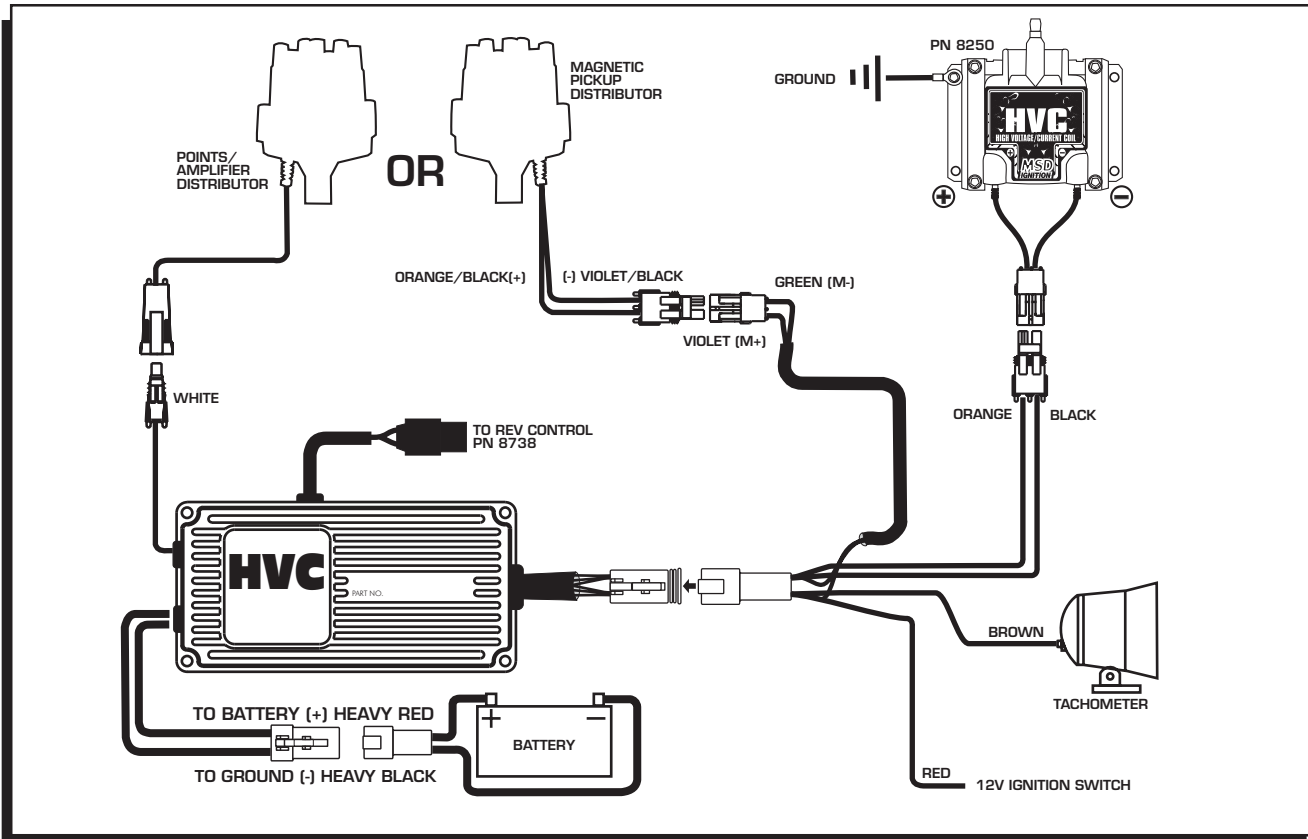 PN 8250
MAGNETIC
PICKUP
DISTRIBUTOR
GROUND
HVC
HIGH VOLTAGE/CURRENT COIL
MSD
IGNITION
+
−
POINTS/
AMPLIFIER
DISTRIBUTOR
OR
ORANGE/BLACK(+)
(-) VIOLET/BLACK
GREEN (M-)
VIOLET (M+)
WHITE
ORANGE
BLACK
TO REV CONTROL
PN 8738
HVC
PART NO.
BROWN
TACHOMETER
TO BATTERY (+) HEAVY RED
+
−
BATTERY
TO GROUND (-) HEAVY BLACK
RED
12V IGNITION SWITCH